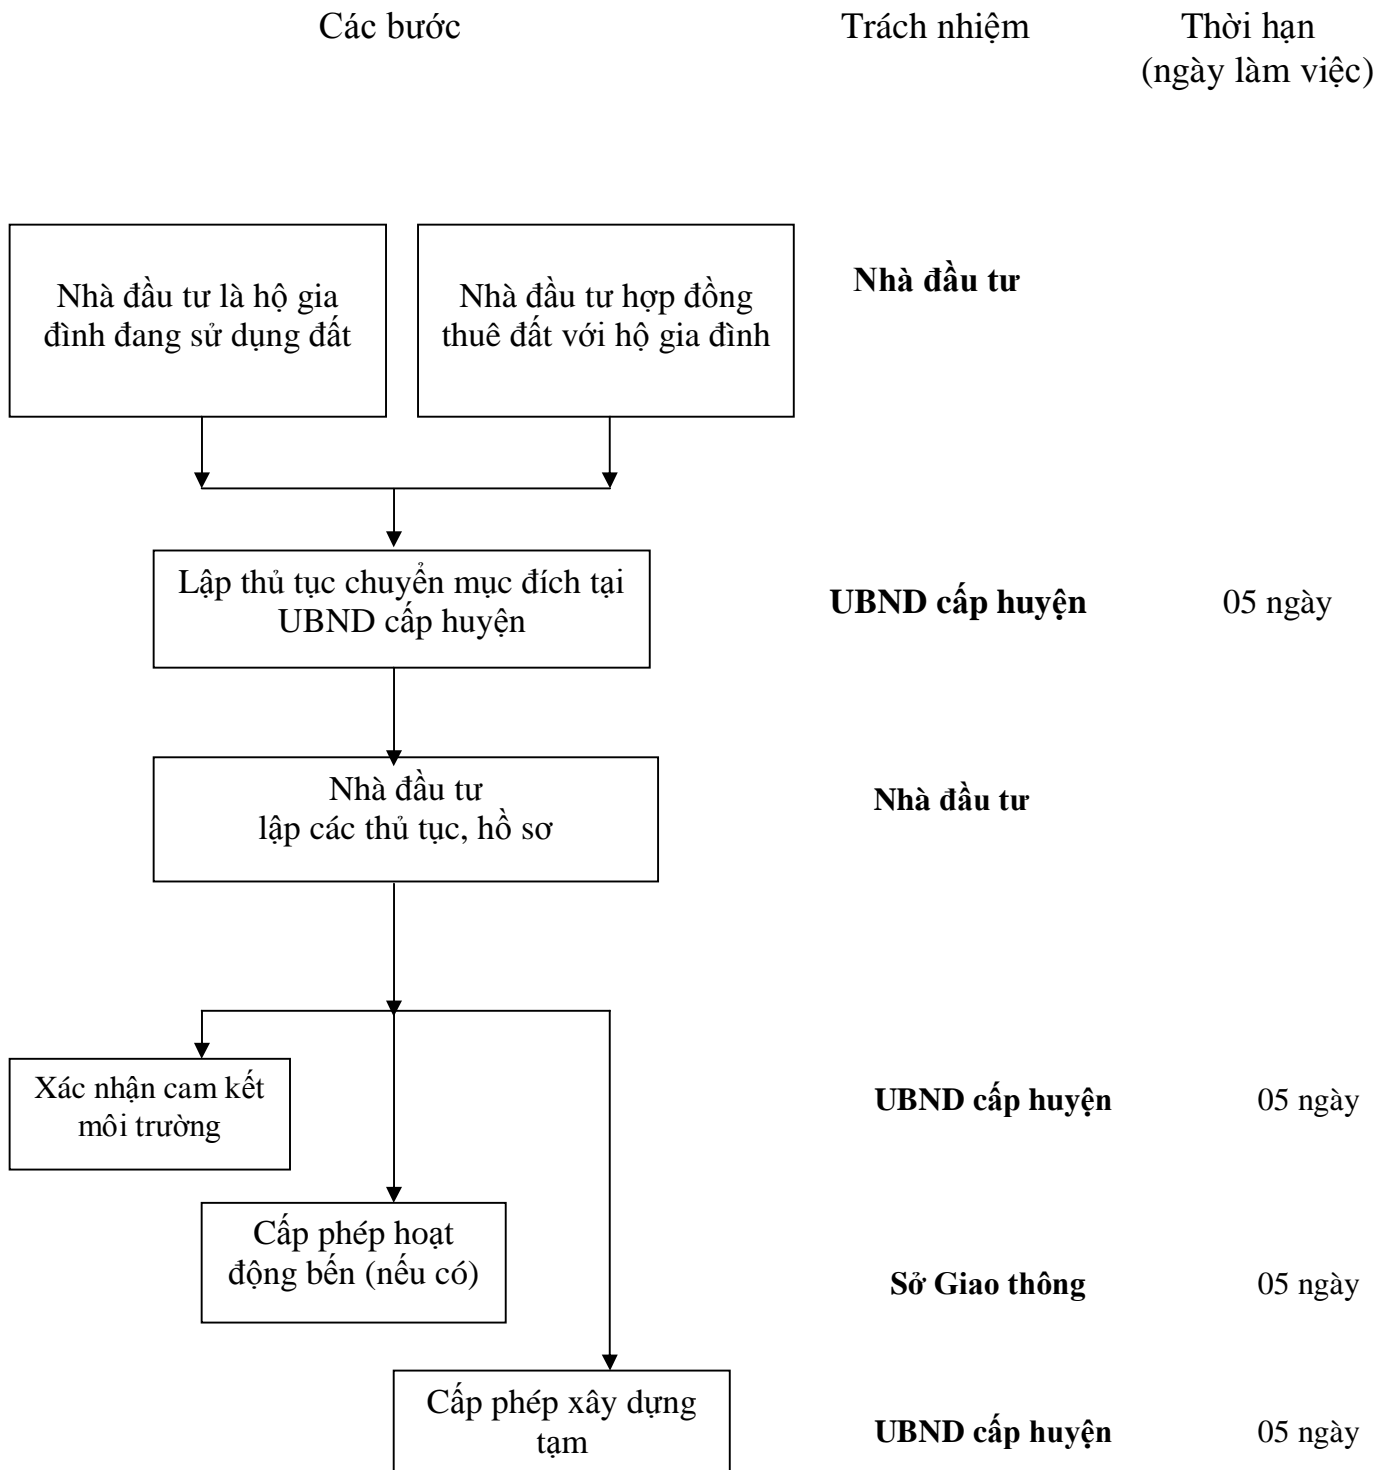 Các bước
Trách nhiệm
Thời hạn
(ngày làm việc)
Nhà đầu tư là hộ gia
đình đang sử dụng đất
Nhà đầu tư hợp đồng
thuê đất với hộ gia đình
Nhà đầu tư
Lập thủ tục chuyển mục đích tại
UBND cấp huyện
UBND cấp huyện
05 ngày
Nhà đầu tư
lập các thủ tục, hồ sơ
Nhà đầu tư
Xác nhận cam kết
môi trường
UBND cấp huyện
05 ngày
Cấp phép hoạt
động bến (nếu có)
Sở Giao thông
05 ngày
Cấp phép xây dựng
tạm
UBND cấp huyện
05 ngày